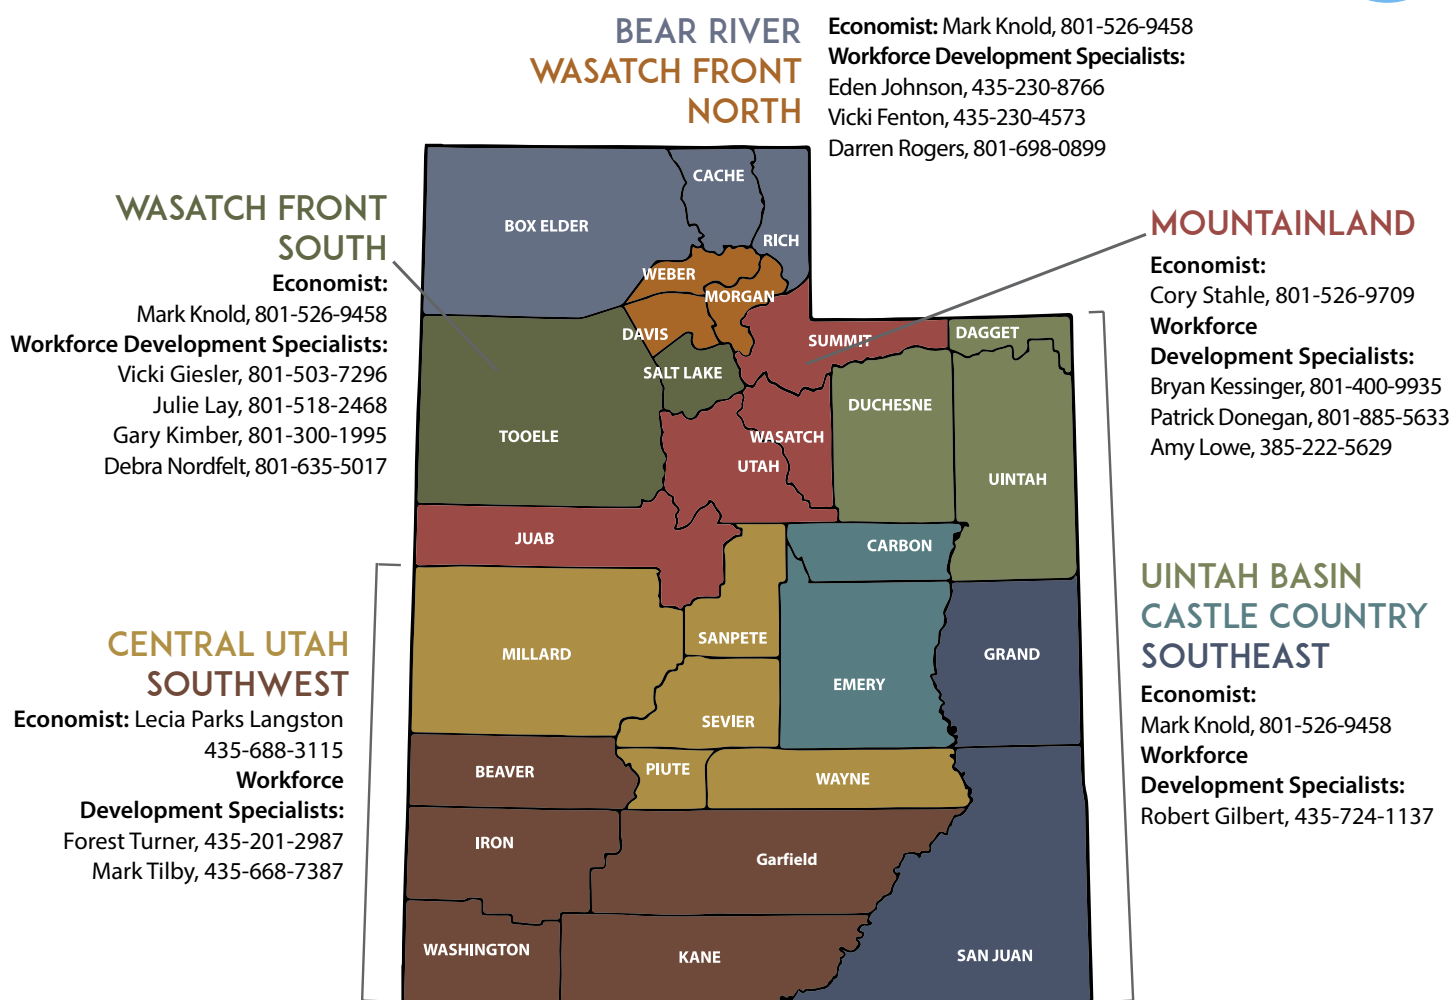 BEAR RIVER
WASATCH FRONT
NORTH
Economist: Mark Knold, 801-526-9458
Workforce Development Specialists:
Eden Johnson, 435-230-8766
Vicki Fenton, 435-230-4573
Darren Rogers, 801-698-0899
WASATCH FRONT
SOUTH
Economist:
Mark Knold, 801-526-9458
Workforce Development Specialists:
Vicki Giesler, 801-503-7296
Julie Lay, 801-518-2468
Gary Kimber, 801-300-1995
Debra Nordfelt, 801-635-5017
MOUNTAINLAND
Economist:
Cory Stahle, 801-526-9709
Workforce
Development Specialists:
Bryan Kessinger, 801-400-9935
Patrick Donegan, 801-885-5633
Amy Lowe, 385-222-5629
CACHE
BOX ELDER
RICH
WEBER
MORGAN
DAVIS
SUMMIT
DAGGET
SALT LAKE
DUCHESNE
TOOELE
WASATCH
UTAH
UINTAH
JUAB
CARBON
SANPETE
MILLARD
GRAND
EMERY
SEVIER
BEAVER
PIUTE
WAYNE
IRON
Garfield
WASHINGTON
KANE
SAN JUAN
CENTRAL UTAH
SOUTHWEST
Economist: Lecia Parks Langston
435-688-3115
Workforce
Development Specialists:
Forest Turner, 435-201-2987
Mark Tilby, 435-668-7387
UINTAH BASIN
CASTLE COUNTRY
SOUTHEAST
Economist:
Mark Knold, 801-526-9458
Workforce
Development Specialists:
Robert Gilbert, 435-724-1137